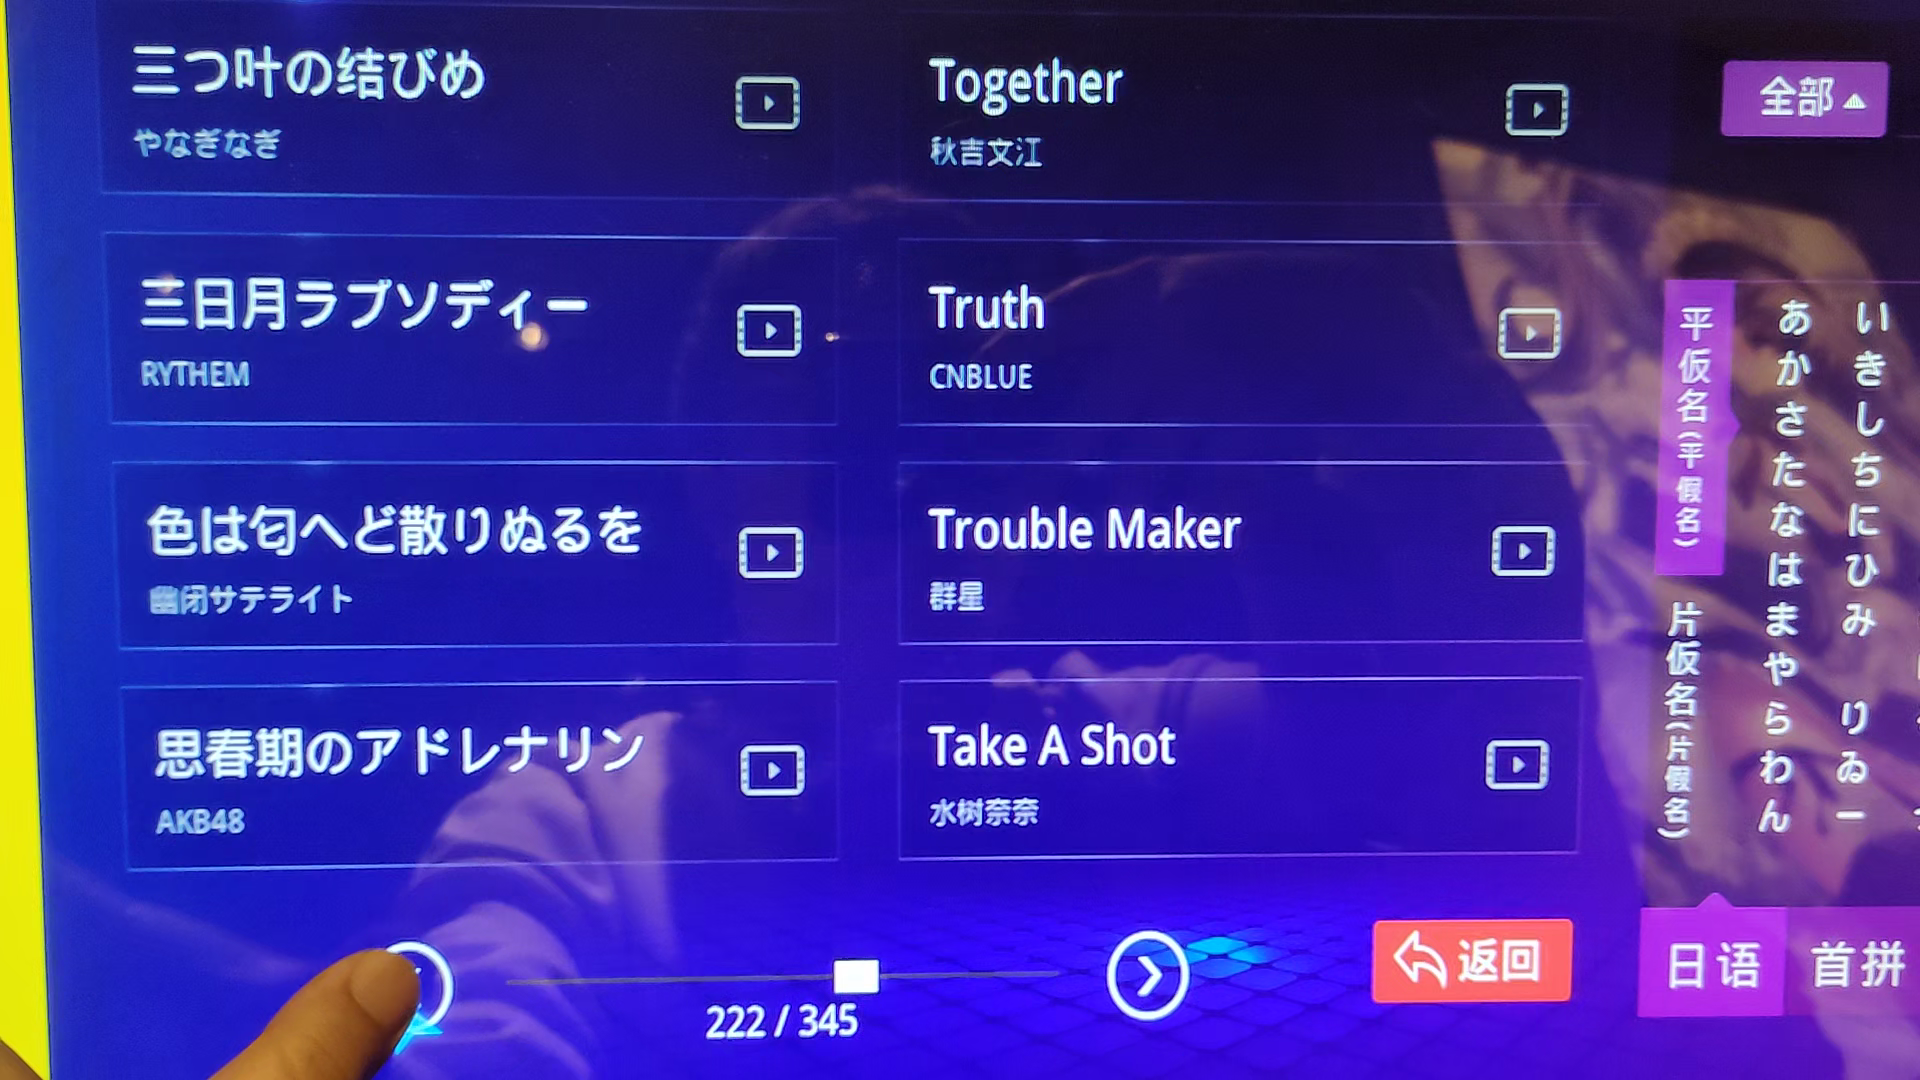 三つ叶の结びめ
やなぎなぎ
Together
秋吉文江
三日月ラプソディー
RYTHEM
Truth
CNBLUE
色は匂へど散りぬるを
幽闭サテライト
Trouble Maker
群星
思春期のアドレナリン
AKB48
Take A Shot
水树奈奈
222 / 345
返回
全部
平仮名(平假名)
片仮名(片假名)
あかさたなはまやらわん
いきしちにひみ りゐー
日语
首拼